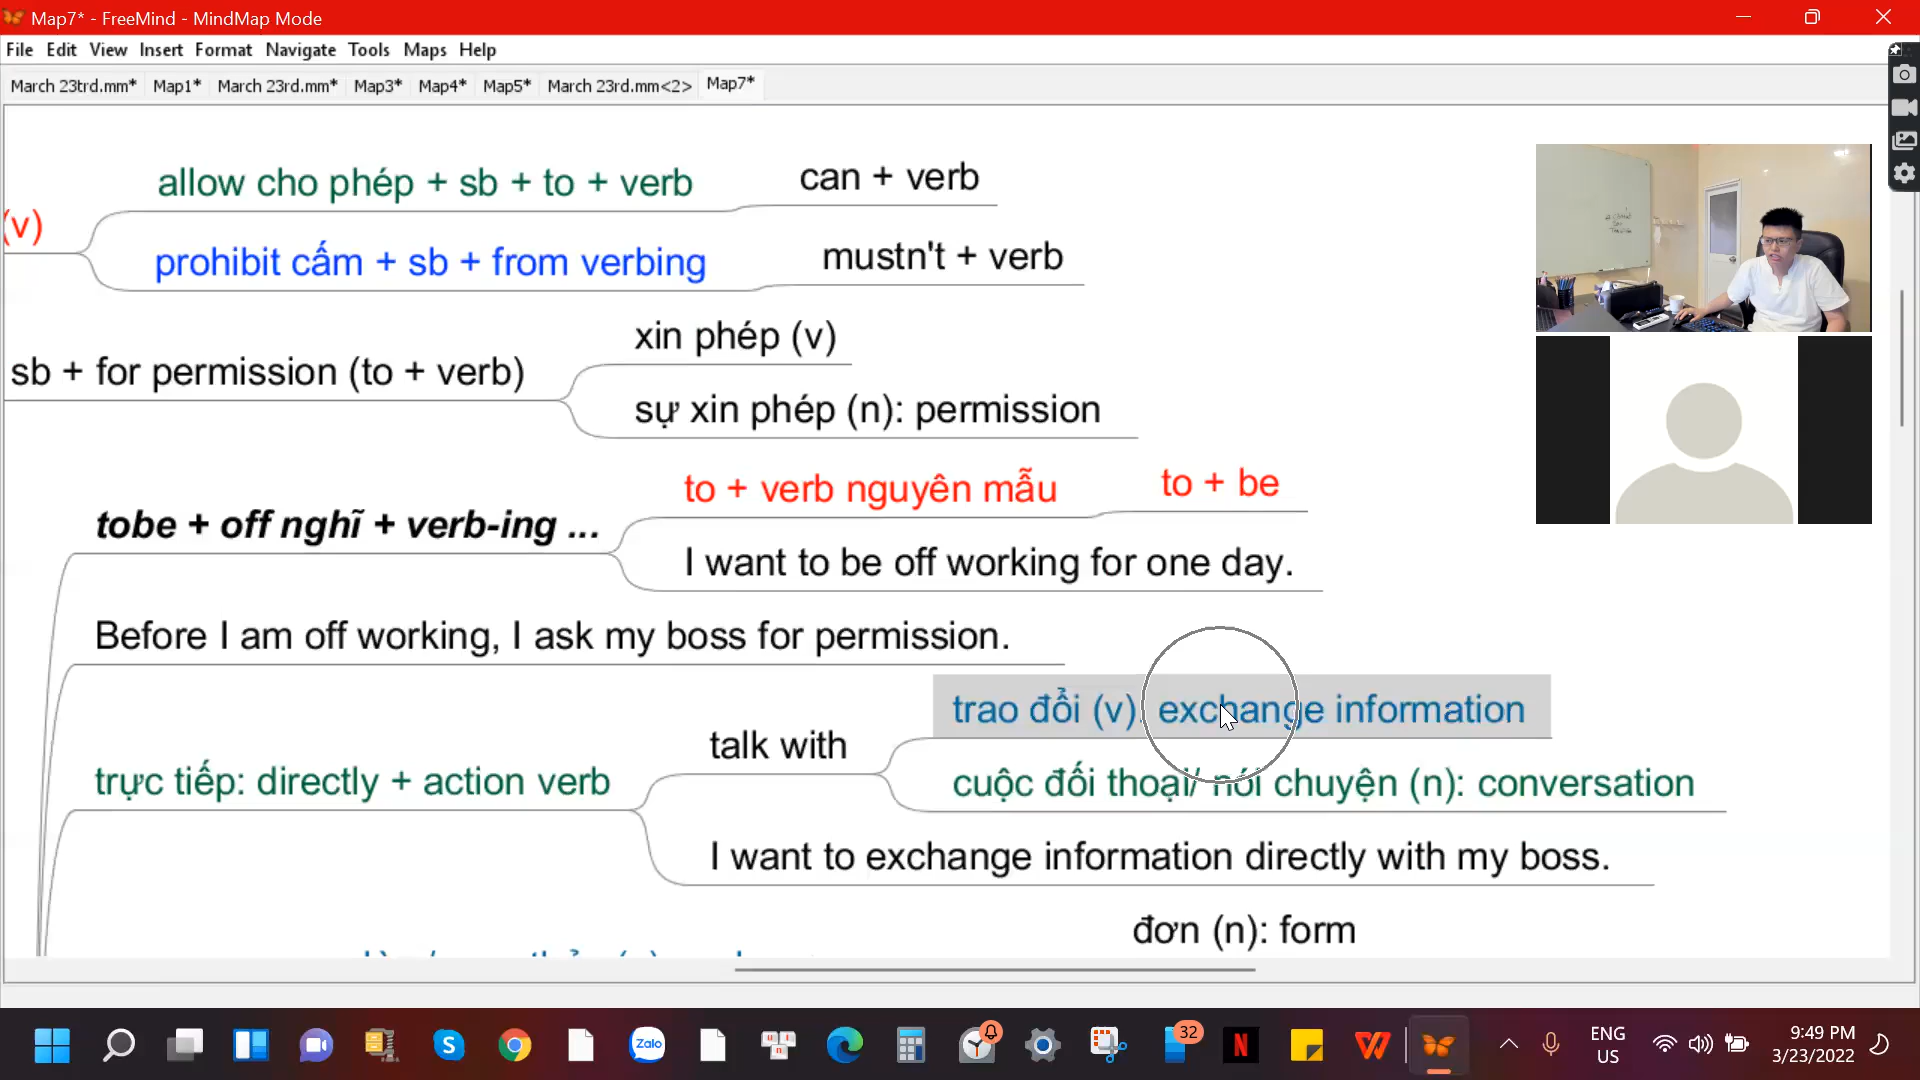 Map7* - FreeMind - MindMap Mode
File Edit View Insert Format Navigate Tools Maps Help
March 23trd.mm* Map1* March 23rd.mm* Map3* Map4* Map5* March 23rd.mm<2> Map7*
allow cho phép + sb + to + verb
can + verb
(v)
prohibit cấm + sb + from verbing
mustn't + verb
xin phép (v)
sb + for permission (to + verb)
sự xin phép (n): permission
to + verb nguyên mẫu
to + be
tobe + off nghĩ + verb-ing ...
I want to be off working for one day.
Before I am off working, I ask my boss for permission.
trao đổi (v) exchange information
talk with
trực tiếp: directly + action verb
cuộc đối thoại/ nói chuyện (n): conversation
I want to exchange information directly with my boss.
đơn (n): form
Zalo
32
ENG
US
9:49 PM
3/23/2022